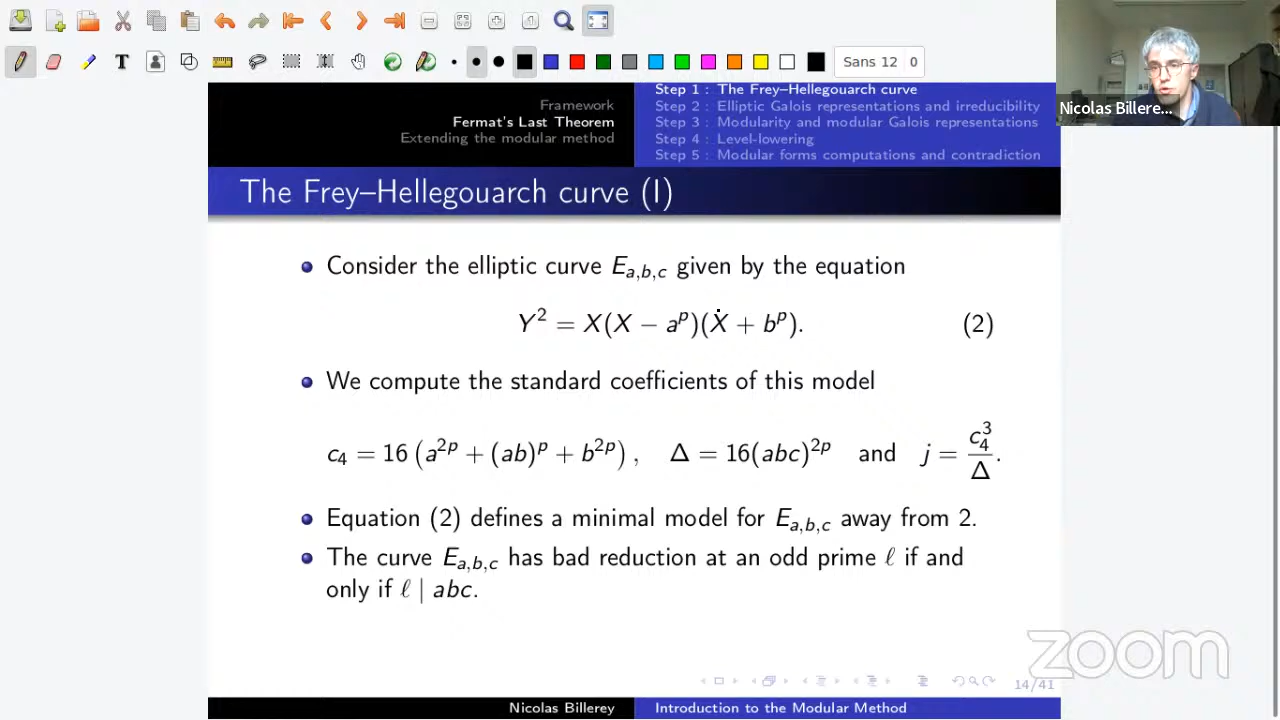 Sans 12 0
Nicolas Billere...
Framework
Fermat's Last Theorem
Extending the modular method
Step 1 : The Frey–Hellegouarch curve
Step 2 : Elliptic Galois representations and irreducibility
Step 3 : Modularity and modular Galois representations
Step 4 : Level-lowering
Step 5 : Modular forms computations and contradiction
The Frey–Hellegouarch curve (I)
Consider the elliptic curve E_{a,b,c} given by the equation
Y^2 = X(X − a^p)(X + b^p). (2)
We compute the standard coefficients of this model
c_4 = 16 (a^{2p} + (ab)^p + b^{2p}), Δ = 16(abc)^{2p} and j = c_4^3 / Δ.
Equation (2) defines a minimal model for E_{a,b,c} away from 2.
The curve E_{a,b,c} has bad reduction at an odd prime ℓ if and
only if ℓ | abc.
zoom
14/41
Nicolas Billerey
Introduction to the Modular Method